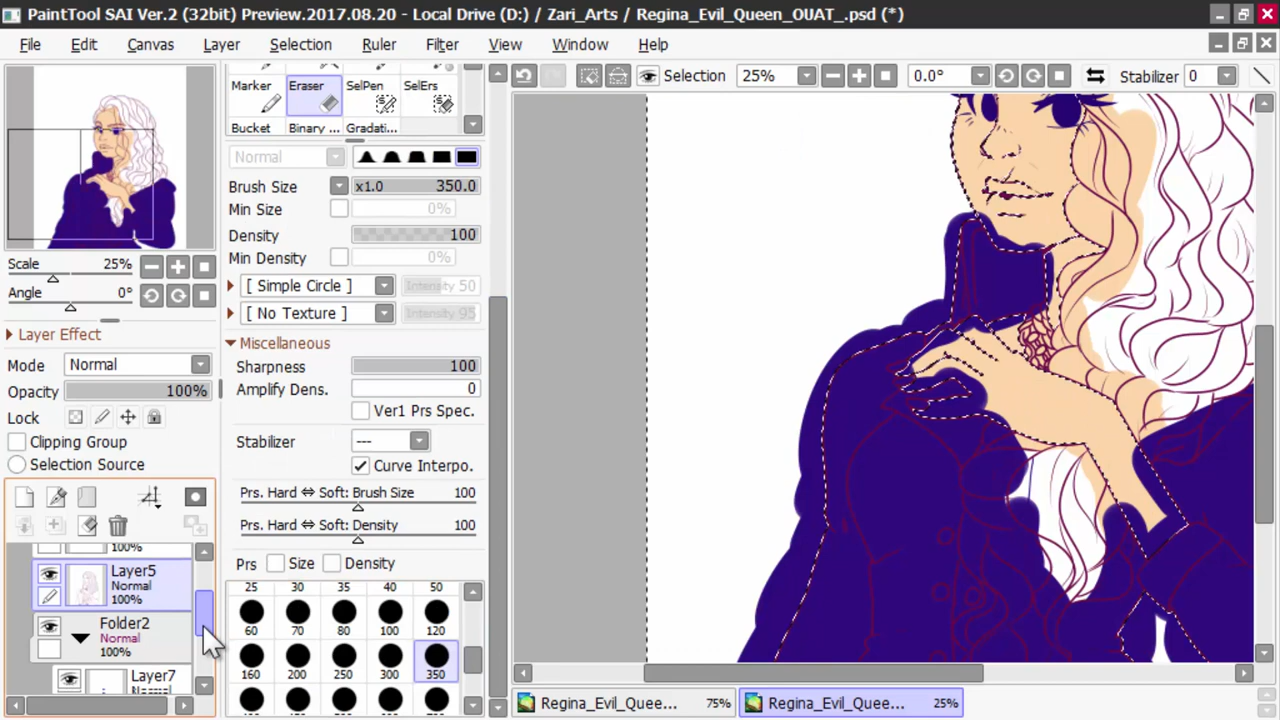 PaintTool SAI Ver.2 (32bit) Preview.2017.08.20 - Local Drive (D:) / Zari_Arts / Regina_Evil_Queen_OUAT_.psd (*)
File Edit Canvas Layer Selection Ruler Filter View Window Help
Selection 25% 0.0° Stabilizer 0
Marker Eraser SelPen SelErs
Bucket Binary ... Gradati...
Normal
Brush Size x1.0 350.0
Min Size 0%
Density 100
Min Density 0%
[ Simple Circle ] Intensity 50
[ No Texture ] Intensity 95
Miscellaneous
Sharpness 100
Amplify Dens. 0
Ver1 Prs Spec.
Stabilizer ---
Curve Interpo.
Prs. Hard ⇔ Soft: Brush Size 100
Prs. Hard ⇔ Soft: Density 100
Prs Size Density
25 30 35 40 50
60 70 80 100 120
160 200 250 300 350
Scale 25%
Angle 0°
Layer Effect
Mode Normal
Opacity 100%
Lock
Clipping Group
Selection Source
100%
Layer5
Normal
100%
Folder2
Normal
100%
Layer7
Normal
Regina_Evil_Quee... 75% Regina_Evil_Quee... 25%